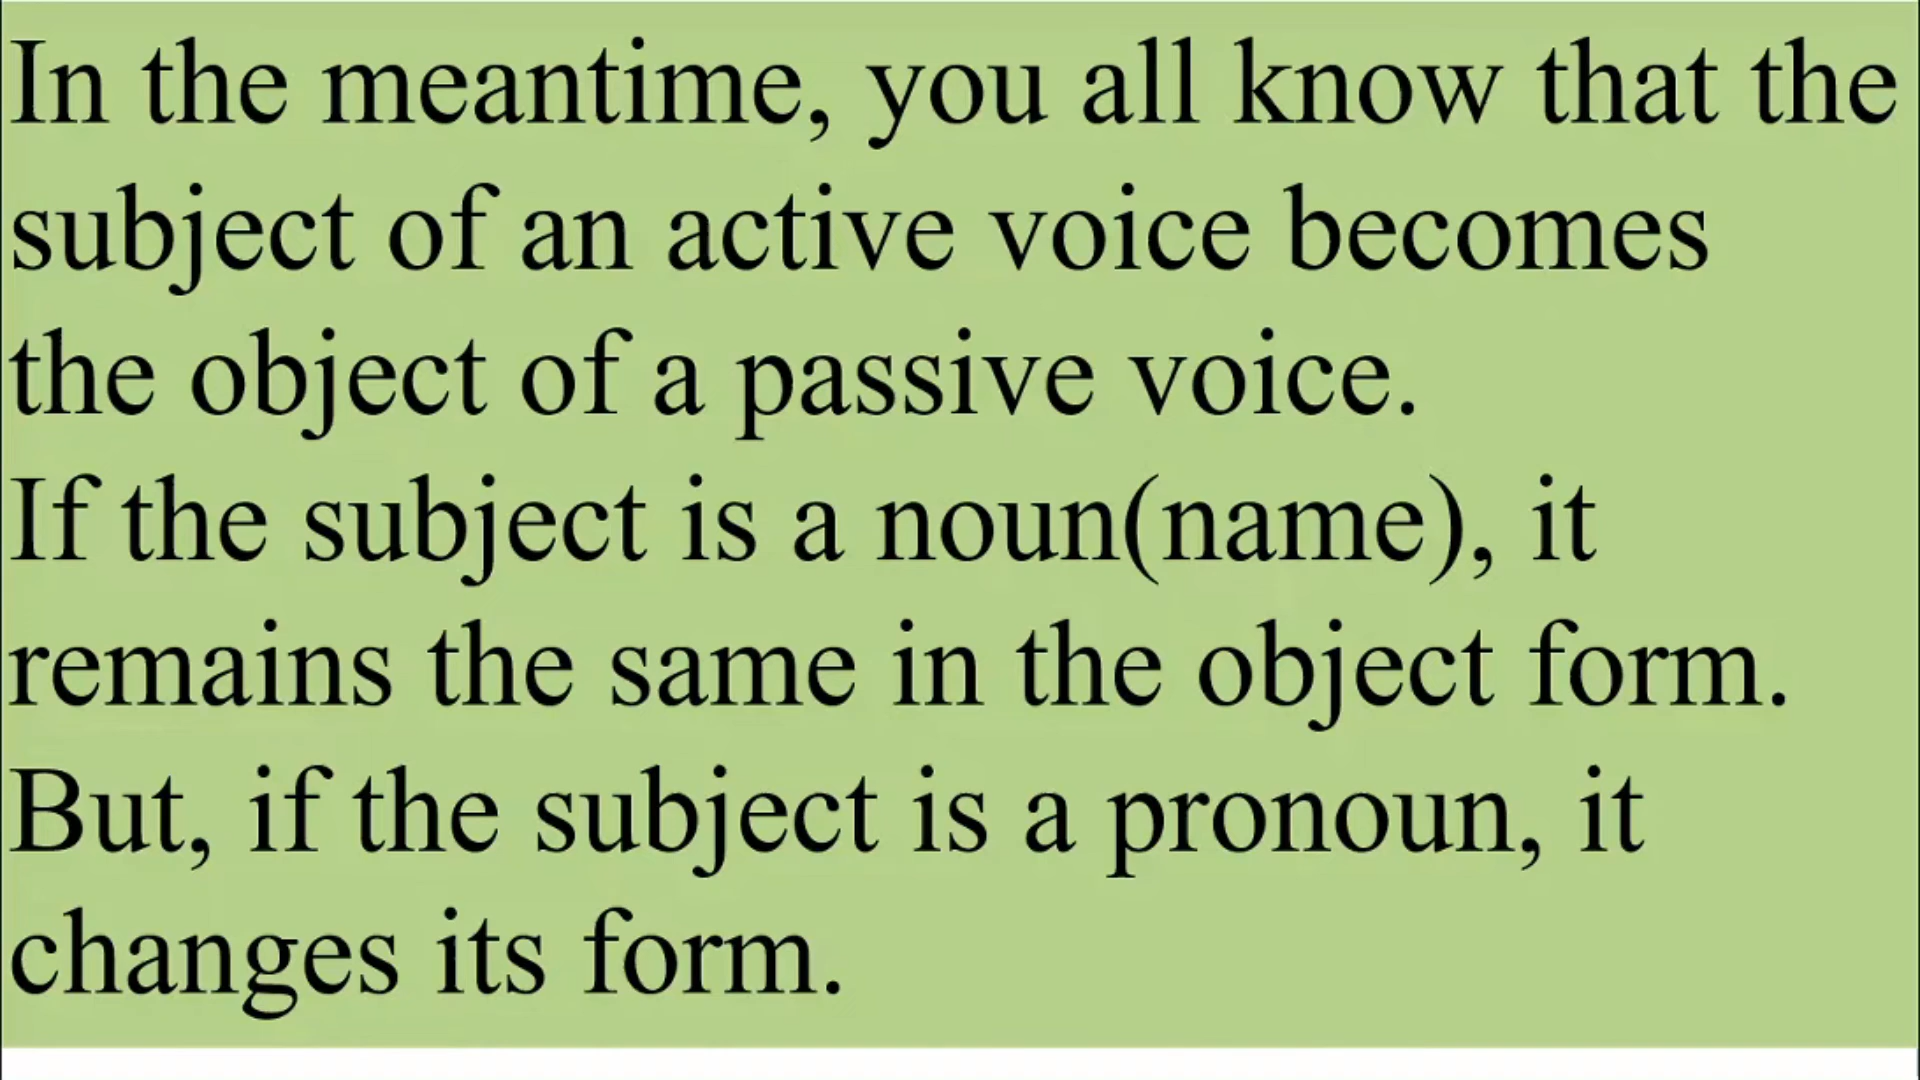 In the meantime, you all know that the
subject of an active voice becomes
the object of a passive voice.
If the subject is a noun(name), it
remains the same in the object form.
But, if the subject is a pronoun, it
changes its form.